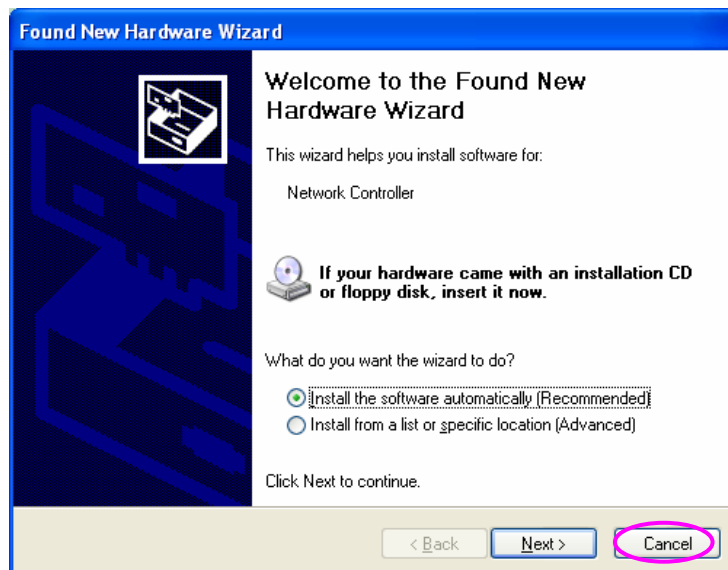 Found New Hardware Wizard
Welcome to the Found New
Hardware Wizard
This wizard helps you install software for:
Network Controller
If your hardware came with an installation CD
or floppy disk, insert it now.
What do you want the wizard to do?
Install the software automatically (Recommended)
Install from a list or specific location (Advanced)
Click Next to continue.
< Back
Next >
Cancel